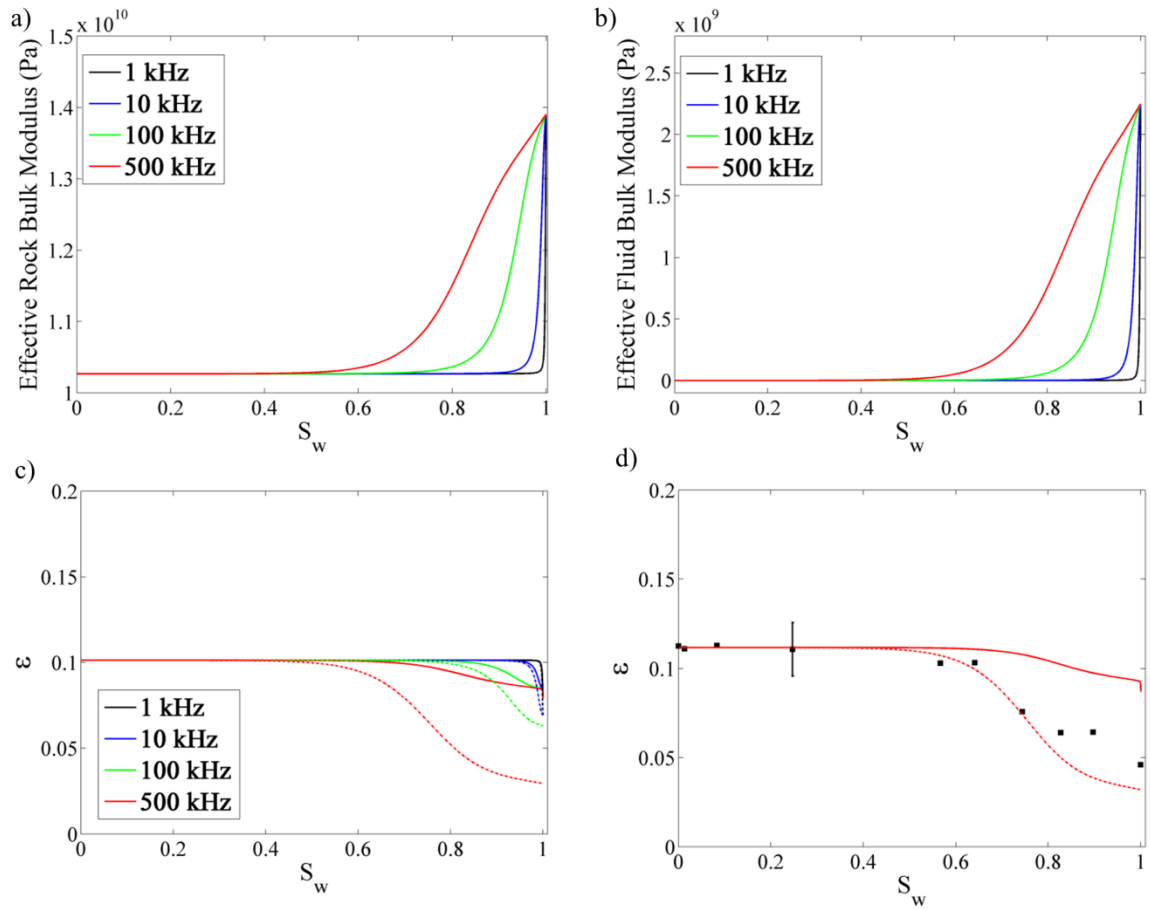 a)
x 10^10
1.5
1.4
1.3
1.2
1.1
1
Effective Rock Bulk Modulus (Pa)
1 kHz
10 kHz
100 kHz
500 kHz
0 0.2 0.4 0.6 0.8 1
S_w
b)
x 10^9
2.5
2
1.5
1
0.5
0
Effective Fluid Bulk Modulus (Pa)
1 kHz
10 kHz
100 kHz
500 kHz
0 0.2 0.4 0.6 0.8 1
S_w
c)
0.2
0.15
0.1
0.05
0
ε
1 kHz
10 kHz
100 kHz
500 kHz
0 0.2 0.4 0.6 0.8 1
S_w
d)
0.2
0.15
0.1
0.05
0
ε
0 0.2 0.4 0.6 0.8 1
S_w